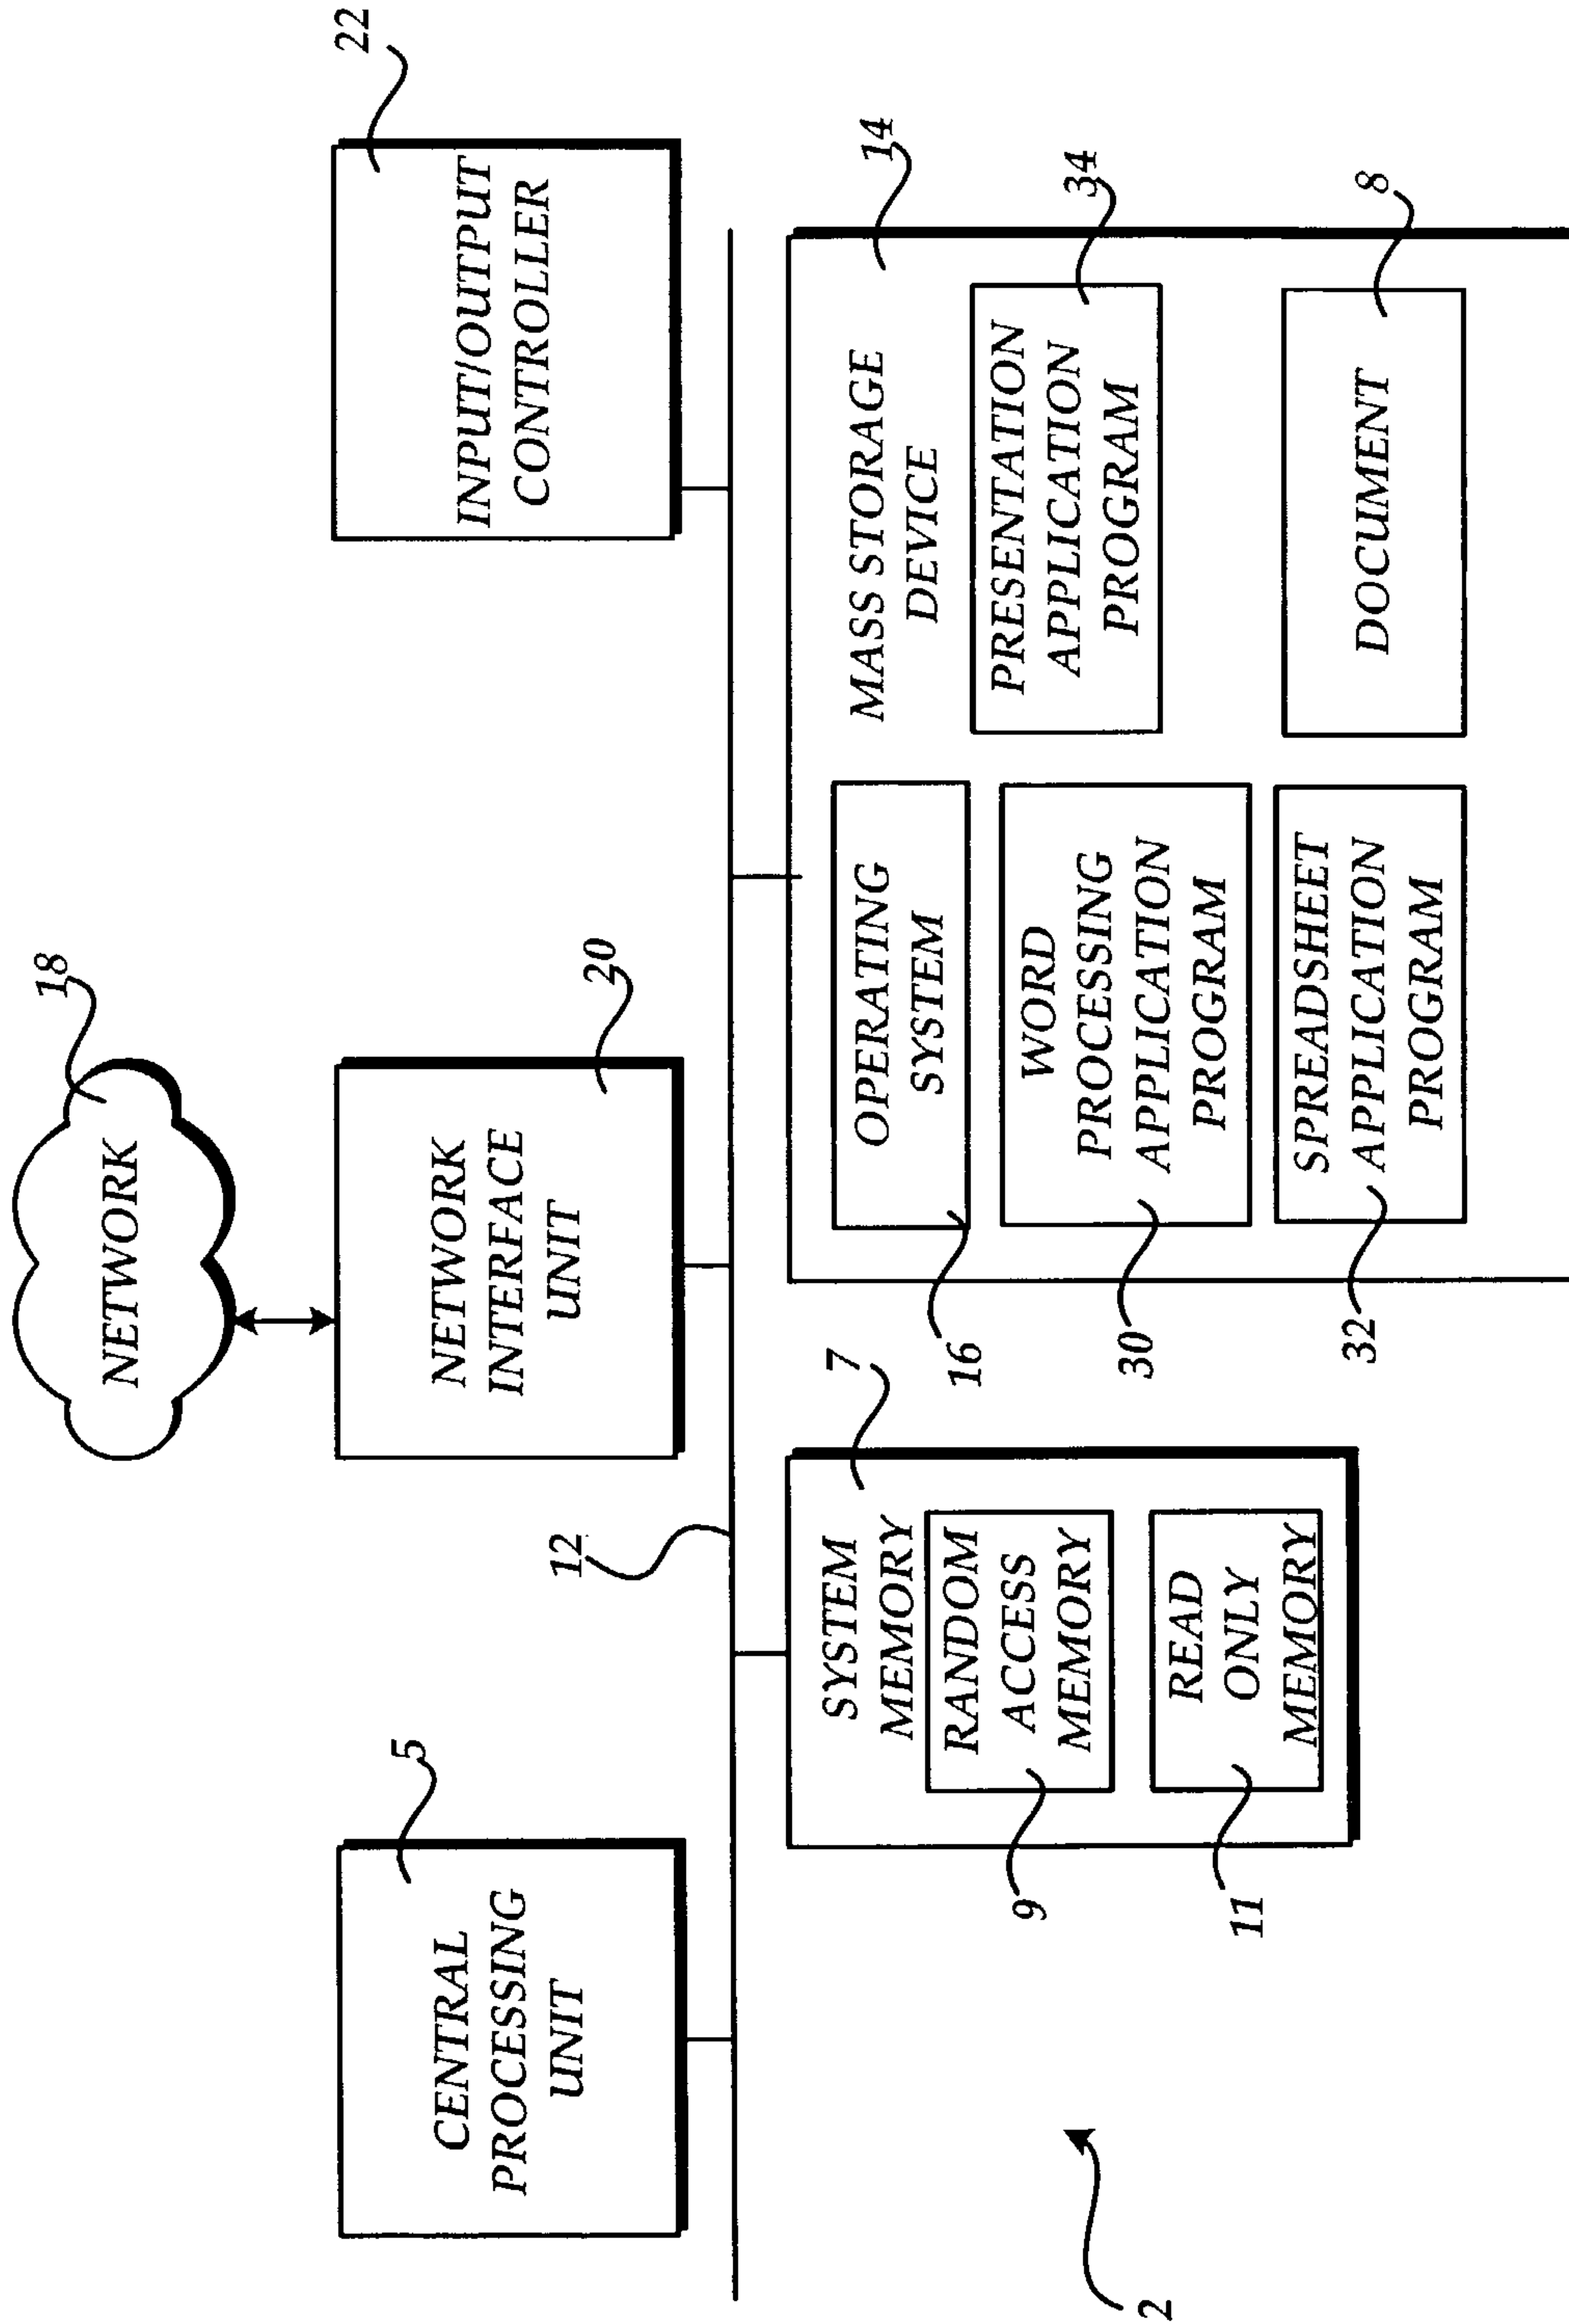 18
NETWORK
22
5
CENTRAL
PROCESSING
UNIT
NETWORK
INTERFACE
UNIT
20
INPUT/OUTPUT
CONTROLLER
12
7
SYSTEM
MEMORY
RANDOM
ACCESS
MEMORY
9
READ
ONLY
MEMORY
11
14
MASS STORAGE
DEVICE
OPERATING
SYSTEM
16
WORD
PROCESSING
APPLICATION
PROGRAM
30
SPREADSHEET
APPLICATION
PROGRAM
32
34
PRESENTATION
APPLICATION
PROGRAM
8
DOCUMENT
2